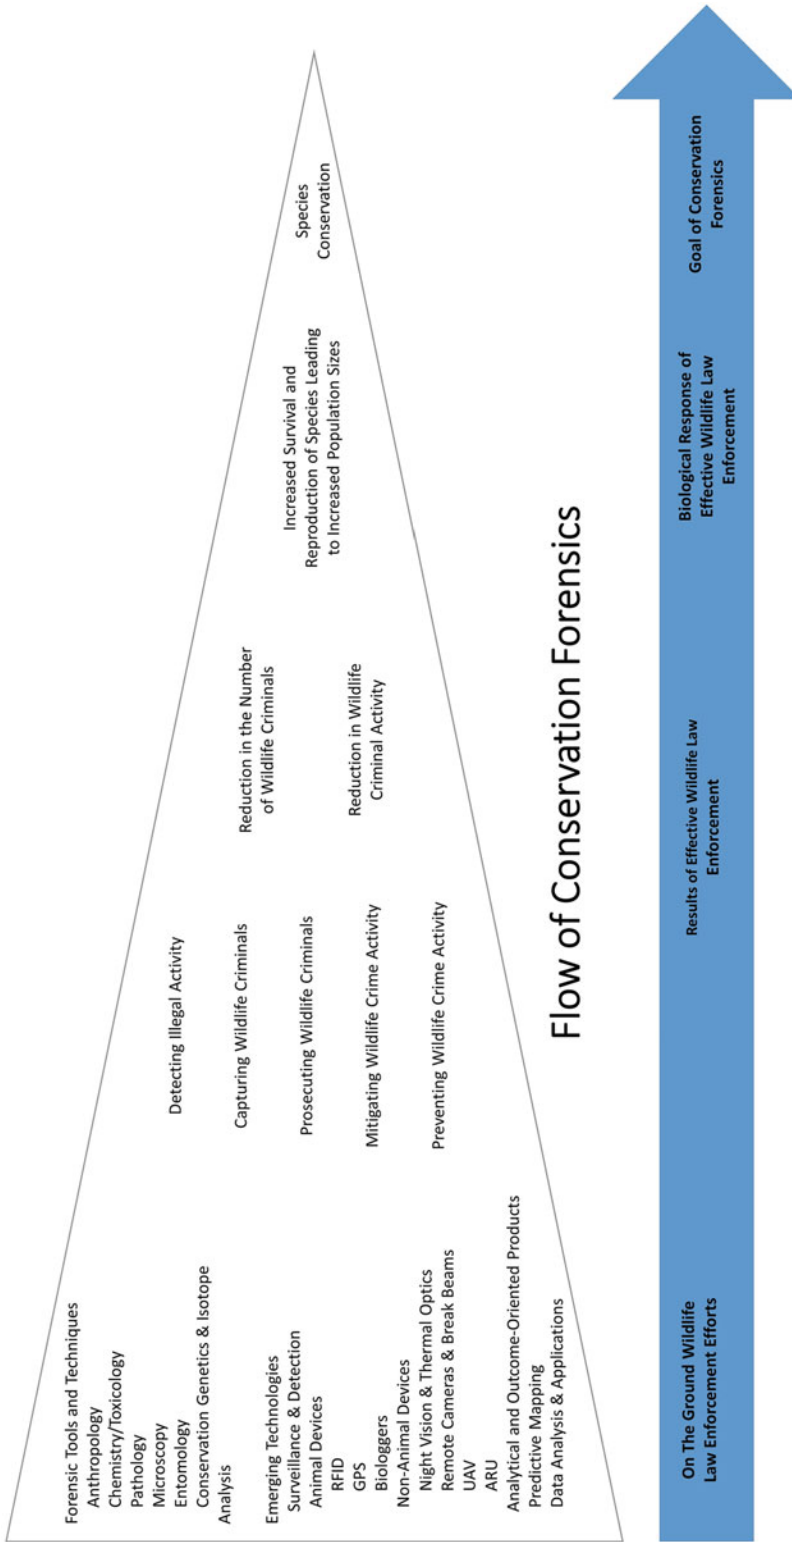 Forensic Tools and Techniques
Anthropology
Chemistry/Toxicology
Pathology
Microscopy
Entomology
Conservation Genetics & Isotope
Analysis
Emerging Technologies
Surveillance & Detection
Animal Devices
RFID
GPS
Biologgers
Non-Animal Devices
Night Vision & Thermal Optics
Remote Cameras & Break Beams
UAV
ARU
Analytical and Outcome-Oriented Products
Predictive Mapping
Data Analysis & Applications
Detecting Illegal Activity
Capturing Wildlife Criminals
Prosecuting Wildlife Criminals
Mitigating Wildlife Crime Activity
Preventing Wildlife Crime Activity
Reduction in the Number
of Wildlife Criminals
Reduction in Wildlife
Criminal Activity
Increased Survival and
Reproduction of Species Leading
to Increased Population Sizes
Species
Conservation
Flow of Conservation Forensics
On The Ground Wildlife
Law Enforcement Efforts
Results of Effective Wildlife Law
Enforcement
Biological Response of
Effective Wildlife Law
Enforcement
Goal of Conservation
Forensics